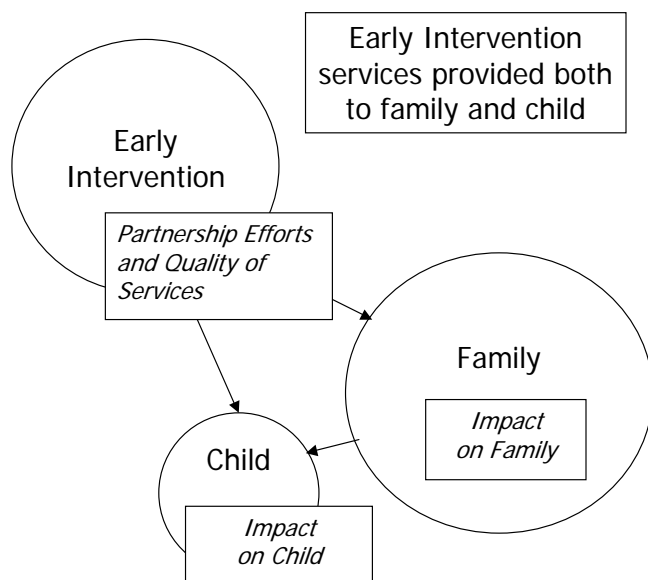 Early Intervention
services provided both
to family and child
Early
Intervention
Partnership Efforts
and Quality of
Services
Family
Impact
on Family
Child
Impact
on Child